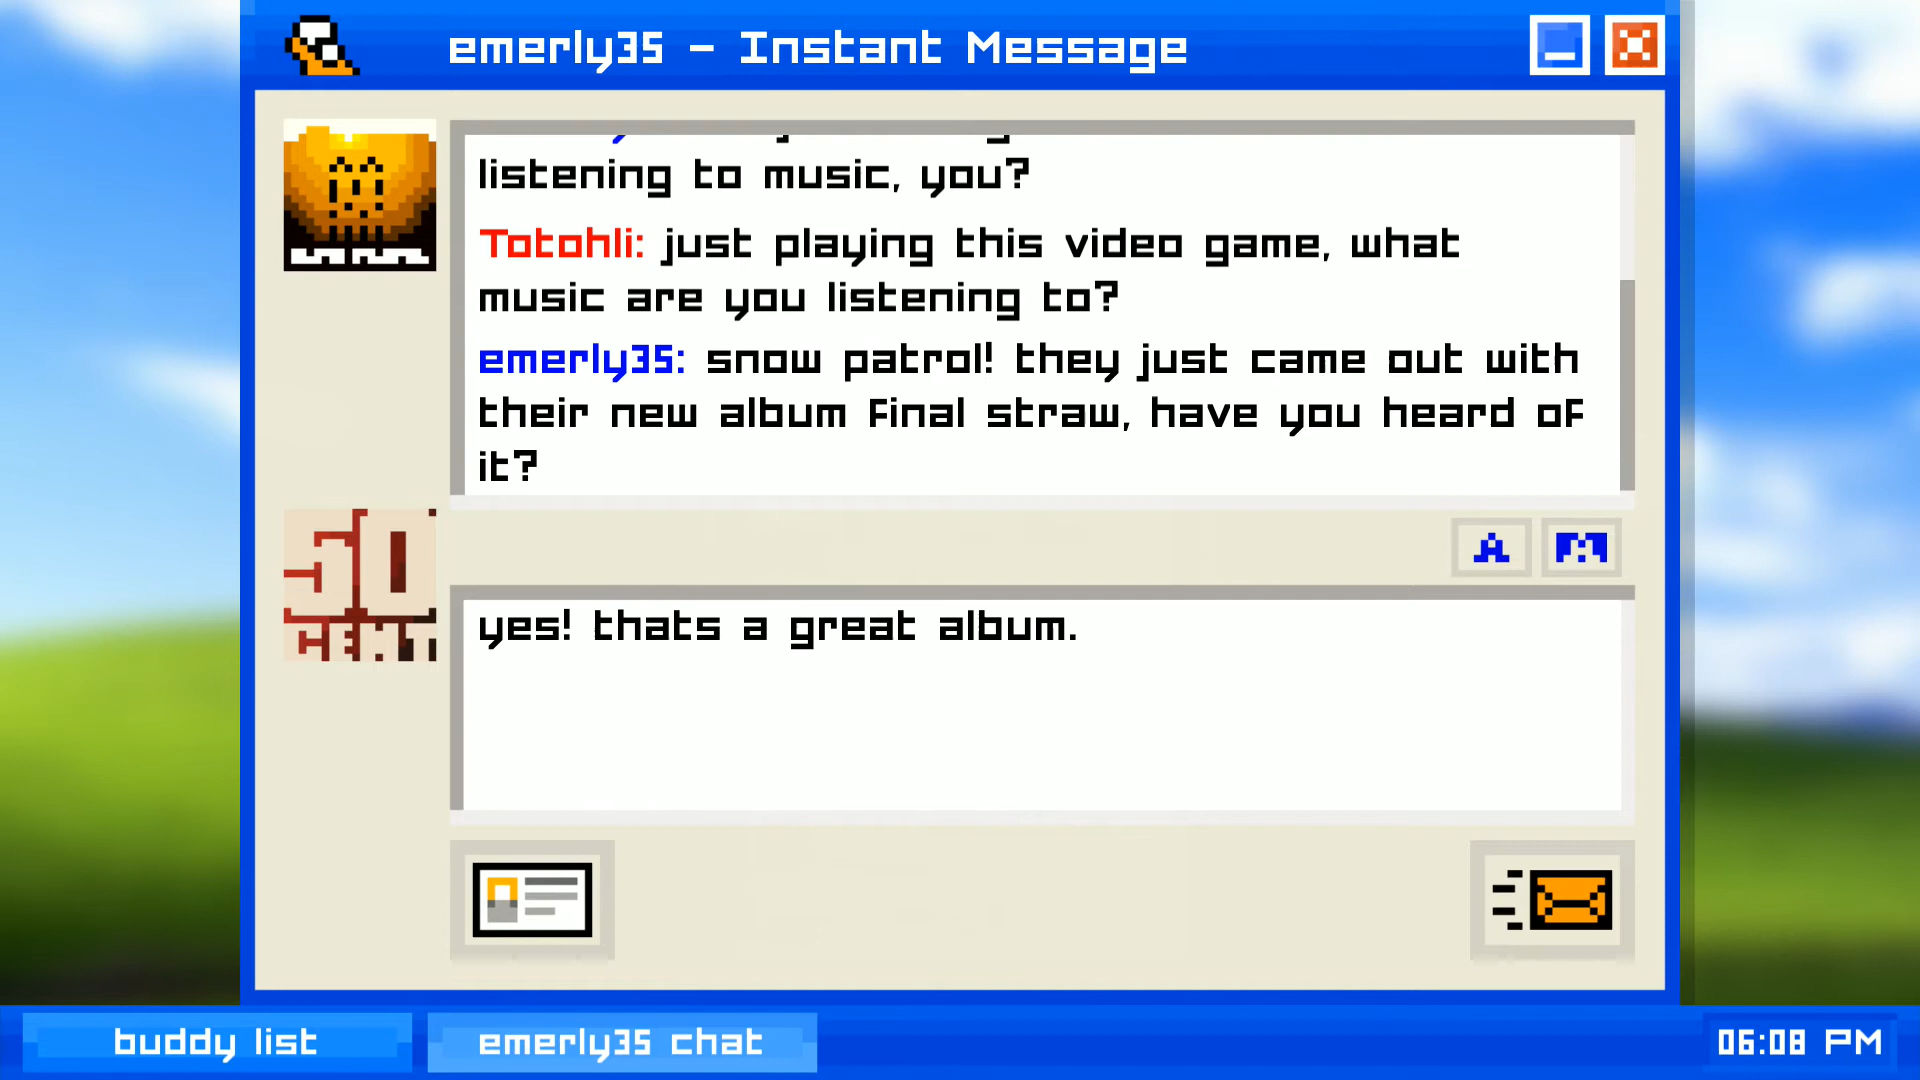 emerly35 - Instant Message
listening to music, you?
Totohli: just playing this video game, what
music are you listening to?
emerly35: snow patrol! they just came out with
their new album final straw, have you heard of
it?
A
50
yes! thats a great album.
buddy list
emerly35 chat
06:08 PM